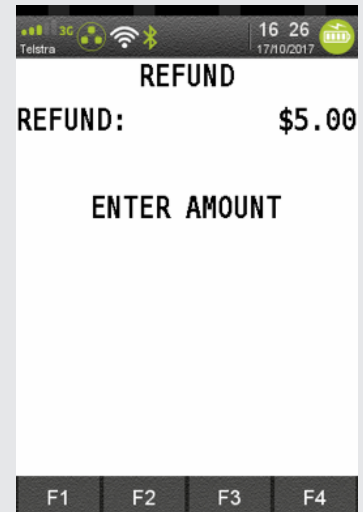 3G 16 26
Telstra 17/10/2017
REFUND
REFUND: $5.00
ENTER AMOUNT
F1 F2 F3 F4